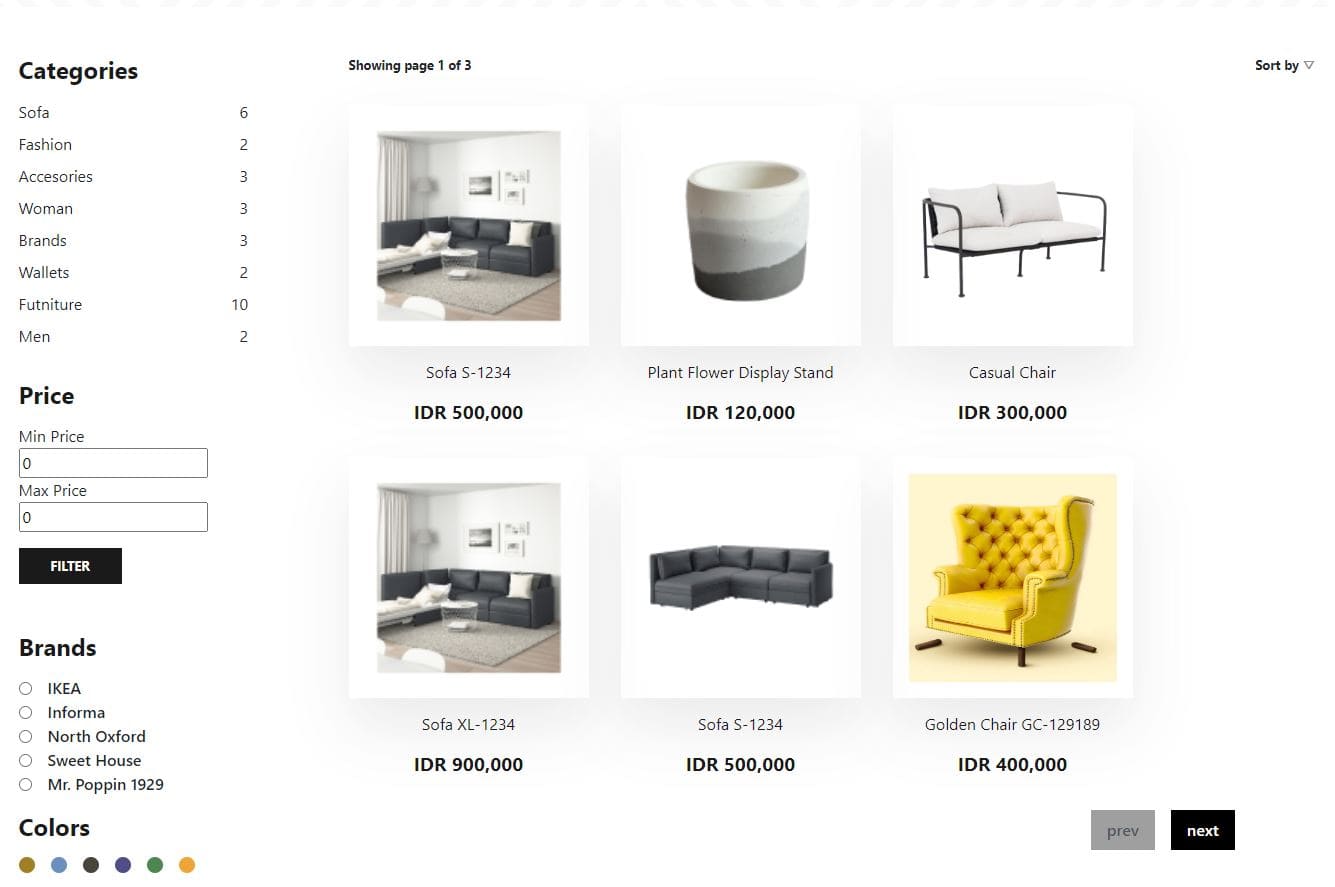 Categories
Sofa 6
Fashion 2
Accesories 3
Woman 3
Brands 3
Wallets 2
Futniture 10
Men 2
Price
Min Price
0
Max Price
0
FILTER
Brands
IKEA
Informa
North Oxford
Sweet House
Mr. Poppin 1929
Colors
Showing page 1 of 3
Sort by ▽
Sofa S-1234
IDR 500,000
Plant Flower Display Stand
IDR 120,000
Casual Chair
IDR 300,000
Sofa XL-1234
IDR 900,000
Sofa S-1234
IDR 500,000
Golden Chair GC-129189
IDR 400,000
prev
next